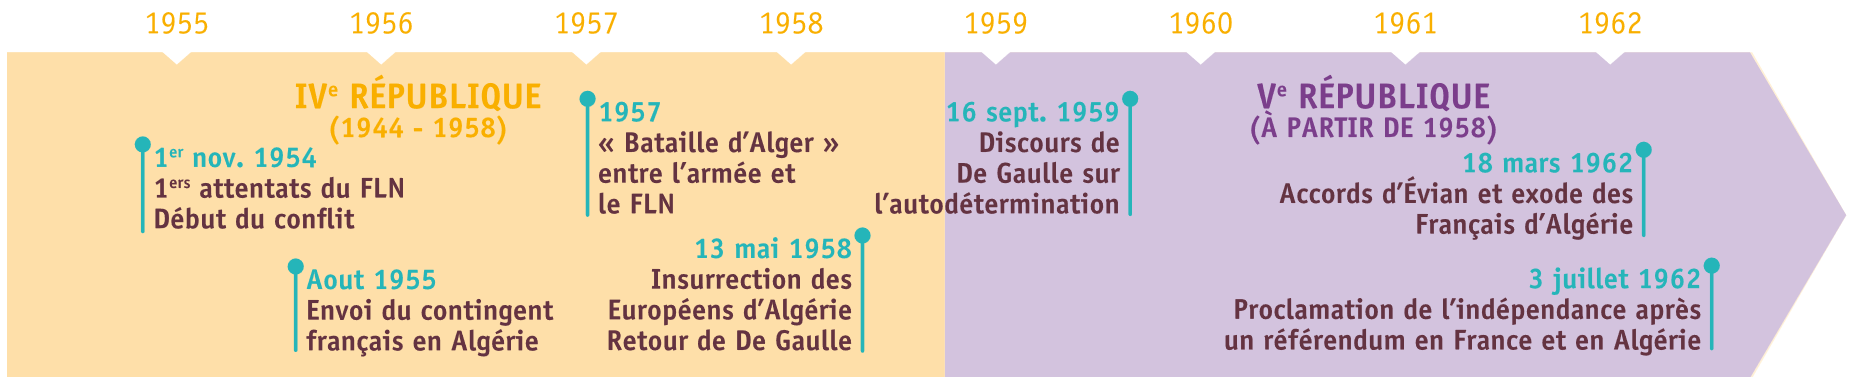 1955 1956 1957 1958 1959 1960 1961 1962
IVe RÉPUBLIQUE
(1944 - 1958)
Ve RÉPUBLIQUE
(À PARTIR DE 1958)
1er nov. 1954
1ers attentats du FLN
Début du conflit
Aout 1955
Envoi du contingent
français en Algérie
1957
« Bataille d’Alger »
entre l’armée et
le FLN
13 mai 1958
Insurrection des
Européens d’Algérie
Retour de De Gaulle
16 sept. 1959
Discours de
De Gaulle sur
l’autodétermination
18 mars 1962
Accords d’Évian et exode des
Français d’Algérie
3 juillet 1962
Proclamation de l’indépendance après
un référendum en France et en Algérie